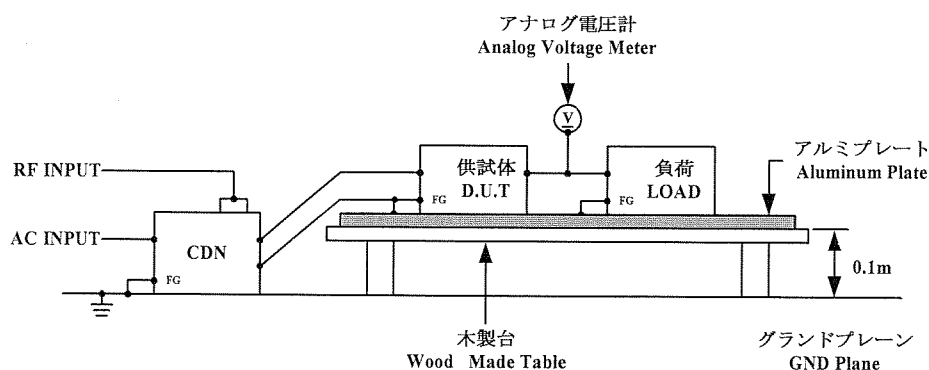 アナログ電圧計
Analog Voltage Meter
V
RF INPUT
供試体
D.U.T
FG
負荷
LOAD
FG
アルミプレート
Aluminum Plate
AC INPUT
CDN
FG
0.1m
木製台
Wood Made Table
グランドプレーン
GND Plane